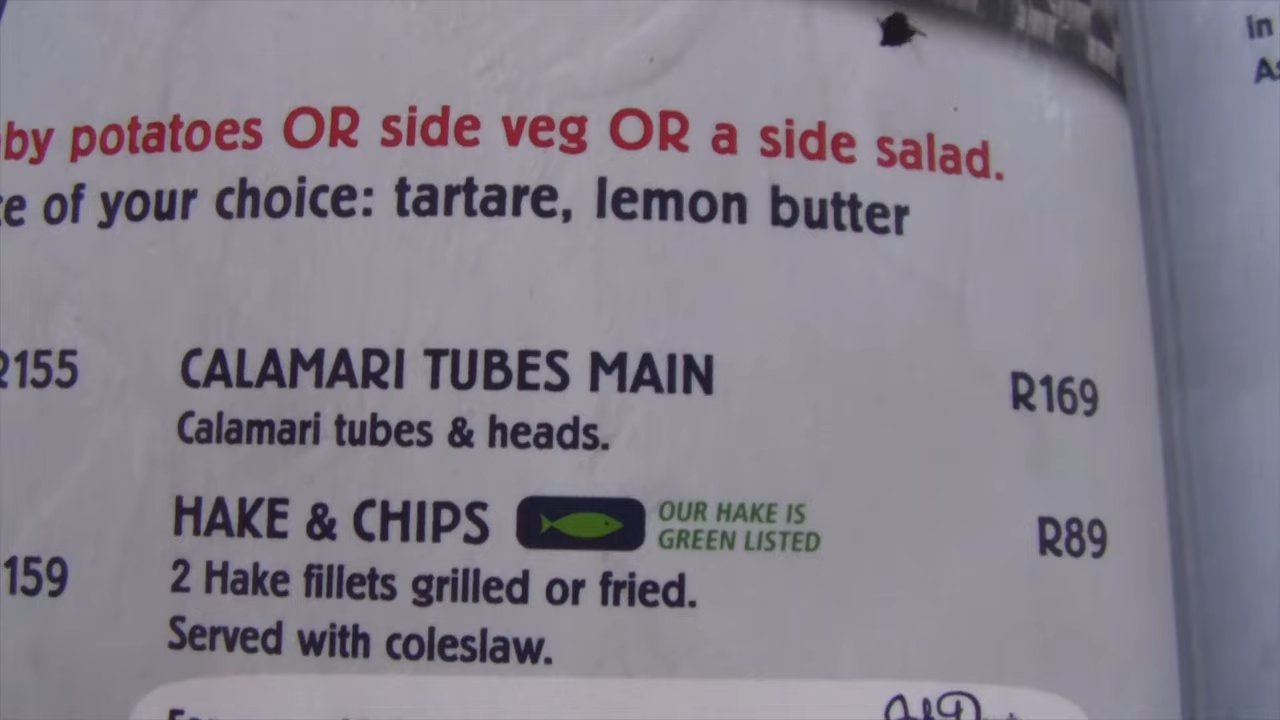 potatoes OR side veg OR a side salad.
of your choice: tartare, lemon butter
R155
CALAMARI TUBES MAIN
R169
Calamari tubes & heads.
HAKE & CHIPS
OUR HAKE IS
GREEN LISTED
R89
159
2 Hake fillets grilled or fried.
Served with coleslaw.
In